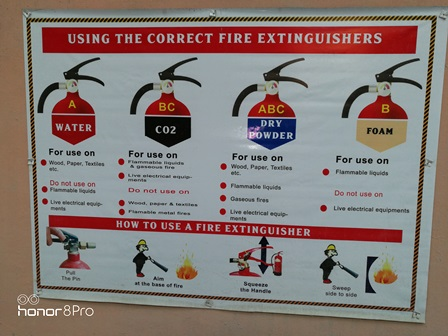 USING THE CORRECT FIRE EXTINGUISHERS
A
WATER
For use on
Wood, Paper, Textiles
etc.
Do not use on
Flammable liquids
Live electrical equip-
ments
BC
CO2
For use on
Flammable liquids
& gaseous fire
Live electrical equip-
ments
Do not use on
Wood, paper & textiles
Flamable metal fires
ABC
DRY
POWDER
For use on
Wood, Paper, Textiles
etc.
Flammable liquids
Gaseous fires
Live electrical equip-
ments
B
FOAM
For use on
Flammable liquids
Do not use on
Live electrical equipments
HOW TO USE A FIRE EXTINGUISHER
Pull
The Pin
Aim
at the base of fire
Squeeze
the Handle
Sweep
side to side
honor8Pro